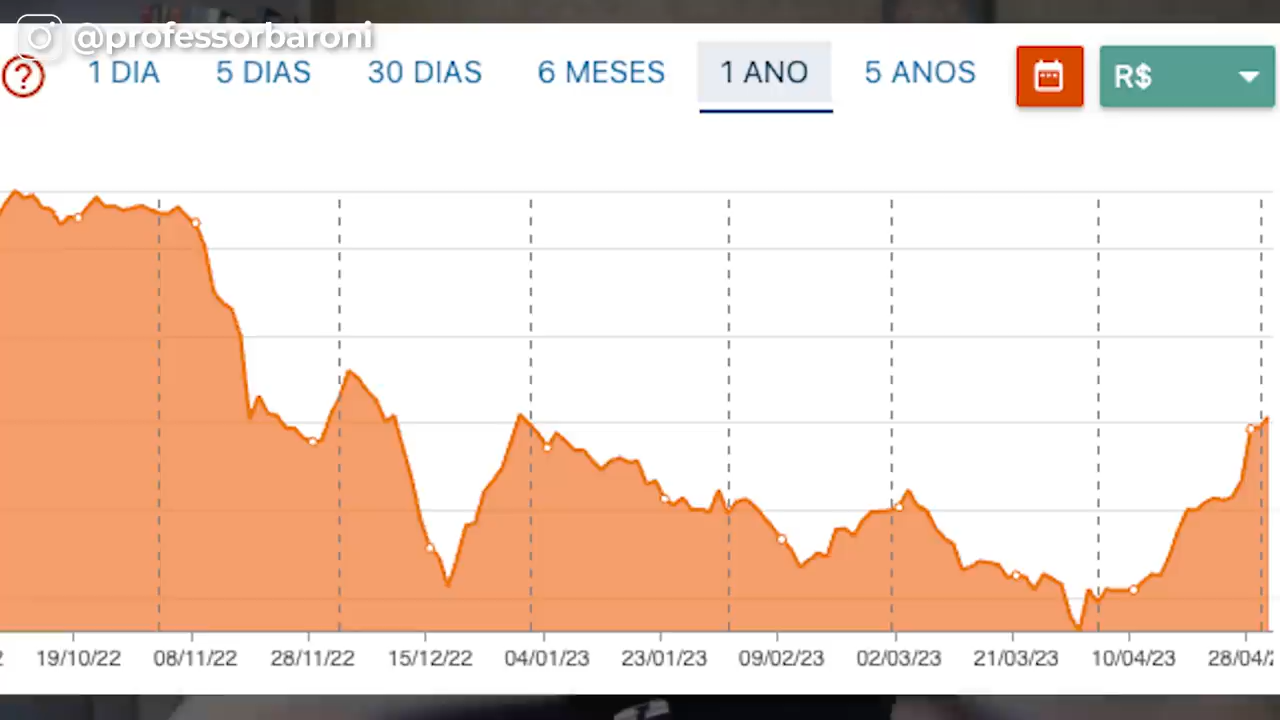 @professorbaroni
? 1 DIA 5 DIAS 30 DIAS 6 MESES 1 ANO 5 ANOS R$
19/10/22 08/11/22 28/11/22 15/12/22 04/01/23 23/01/23 09/02/23 02/03/23 21/03/23 10/04/23 28/04/